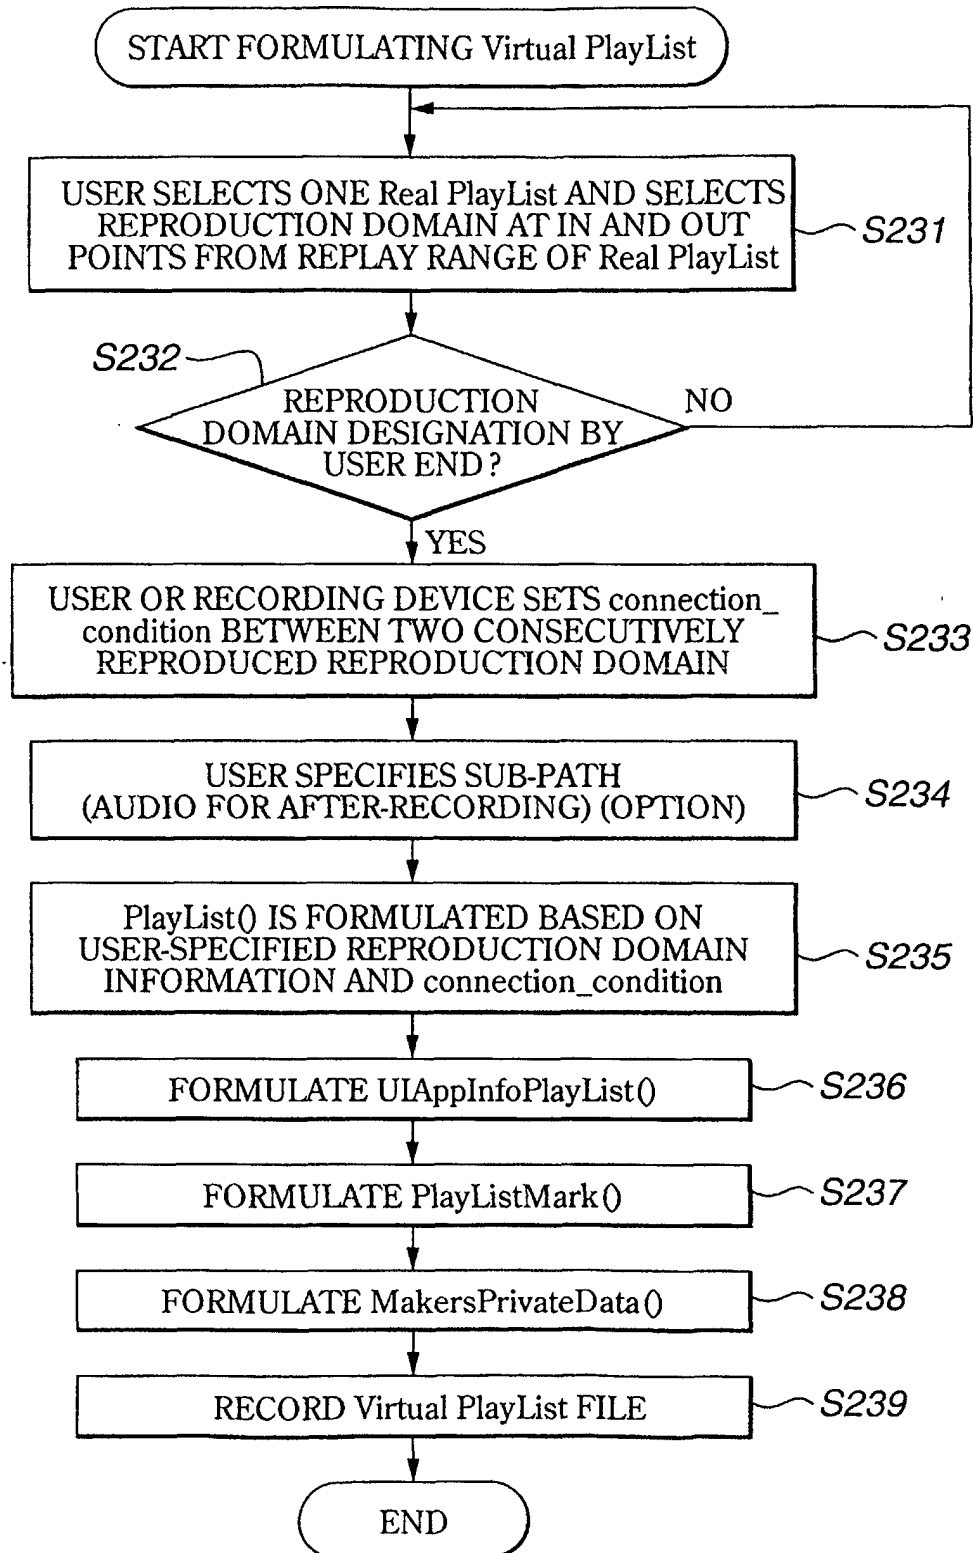 START FORMULATING Virtual PlayList
USER SELECTS ONE Real PlayList AND SELECTS
REPRODUCTION DOMAIN AT IN AND OUT
POINTS FROM REPLAY RANGE OF Real PlayList
S231
S232
REPRODUCTION
DOMAIN DESIGNATION BY
USER END?
NO
YES
USER OR RECORDING DEVICE SETS connection_
condition BETWEEN TWO CONSECUTIVELY
REPRODUCED REPRODUCTION DOMAIN
S233
USER SPECIFIES SUB-PATH
(AUDIO FOR AFTER-RECORDING) (OPTION)
S234
PlayList() IS FORMULATED BASED ON
USER-SPECIFIED REPRODUCTION DOMAIN
INFORMATION AND connection_condition
S235
FORMULATE UIAppInfoPlayList()
S236
FORMULATE PlayListMark()
S237
FORMULATE MakersPrivateData()
S238
RECORD Virtual PlayList FILE
S239
END